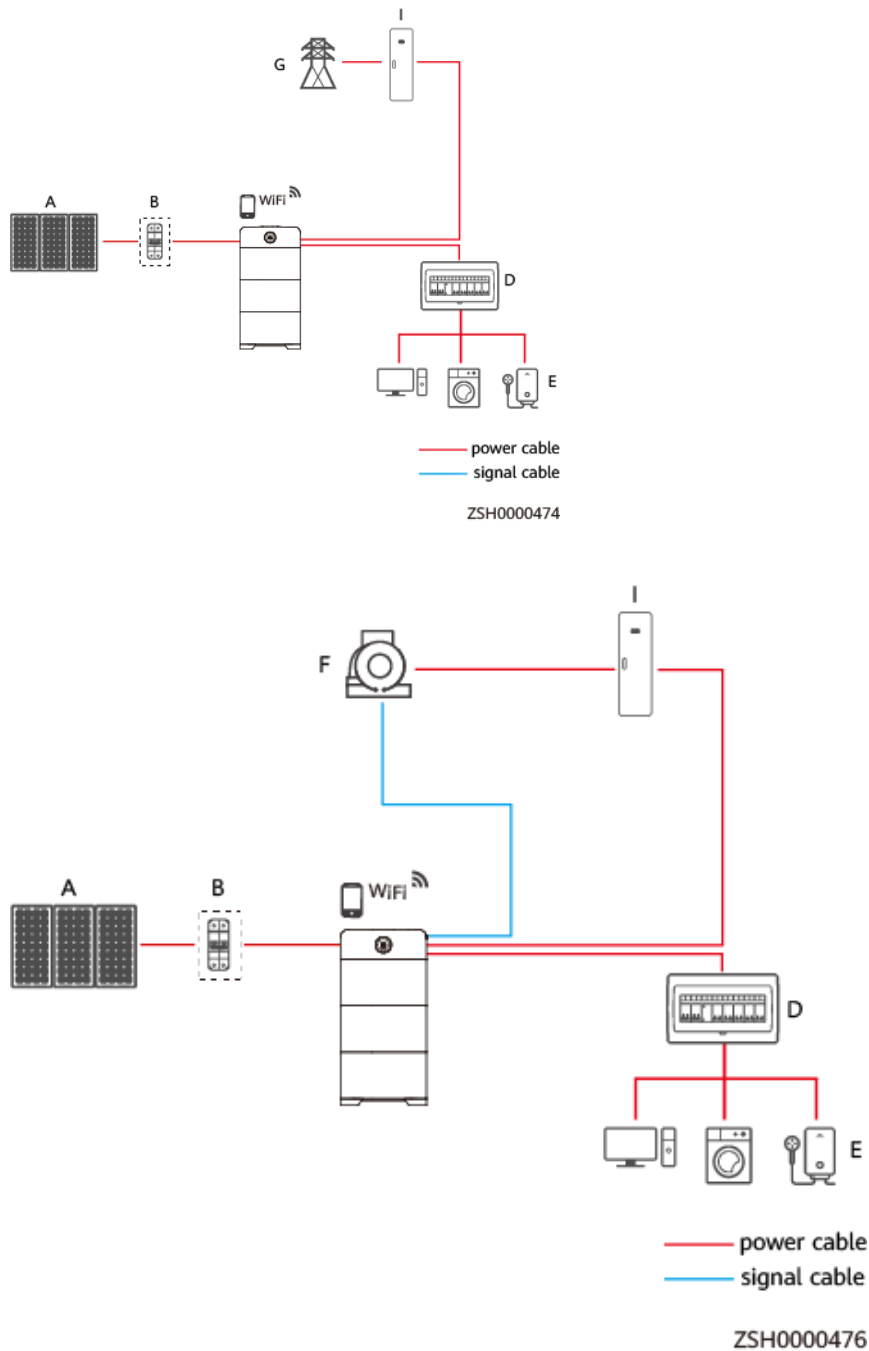 I
G
A
B
WiFi
D
E
power cable
signal cable
ZSH0000474
I
F
A
B
WiFi
D
E
power cable
signal cable
ZSH0000476